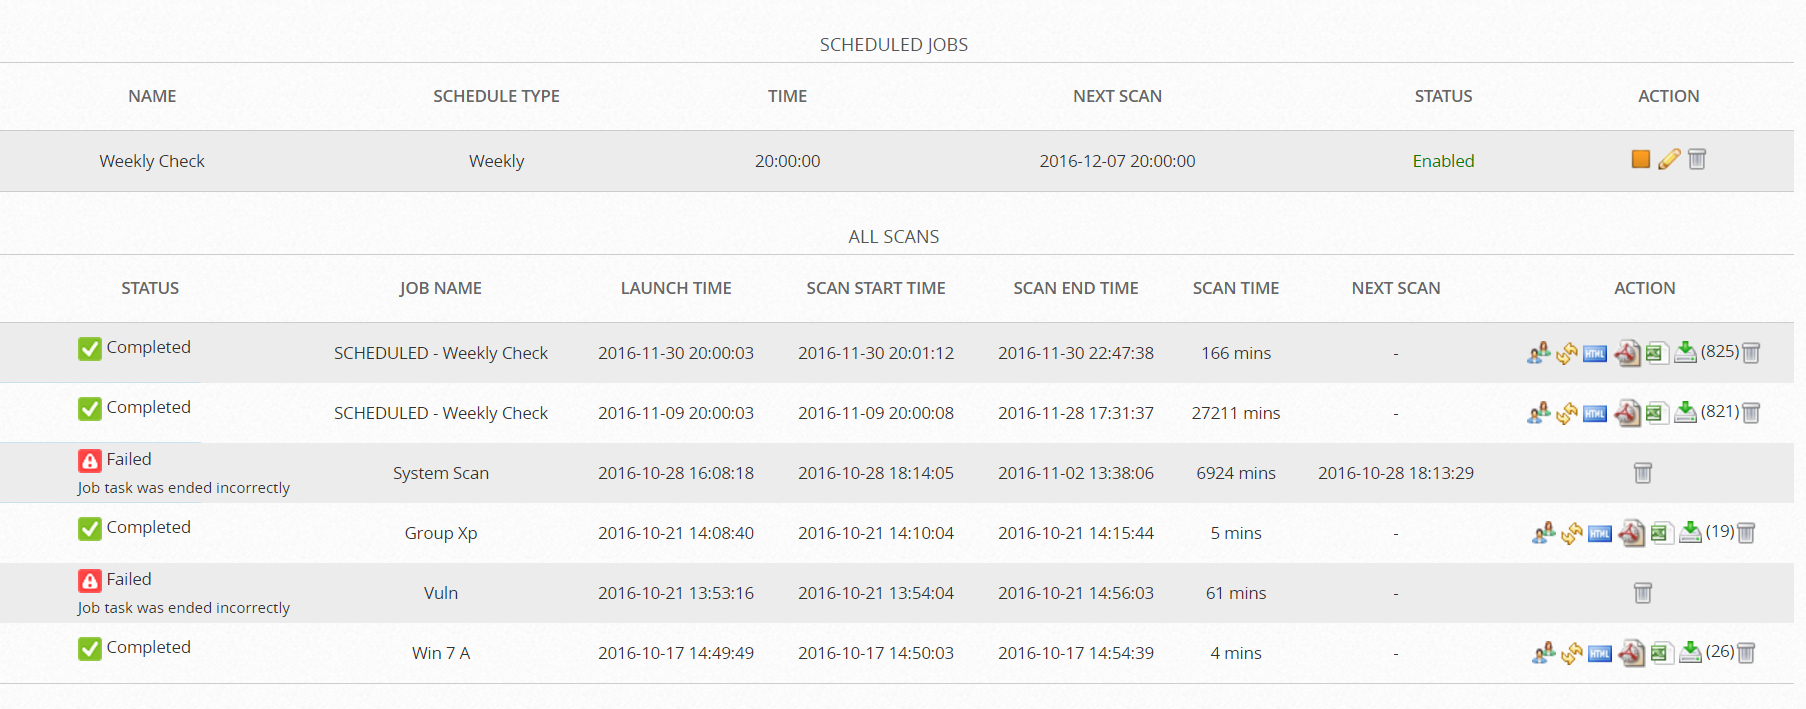 SCHEDULED JOBS
NAME SCHEDULE TYPE TIME NEXT SCAN STATUS ACTION
Weekly Check Weekly 20:00:00 2016-12-07 20:00:00 Enabled
ALL SCANS
STATUS JOB NAME LAUNCH TIME SCAN START TIME SCAN END TIME SCAN TIME NEXT SCAN ACTION
Completed SCHEDULED - Weekly Check 2016-11-30 20:00:03 2016-11-30 20:01:12 2016-11-30 22:47:38 166 mins - HTML (825)
Completed SCHEDULED - Weekly Check 2016-11-09 20:00:03 2016-11-09 20:00:08 2016-11-28 17:31:37 27211 mins - HTML (821)
Failed
System Scan 2016-10-28 16:08:18 2016-10-28 18:14:05 2016-11-02 13:38:06 6924 mins 2016-10-28 18:13:29
Job task was ended incorrectly
Completed Group Xp 2016-10-21 14:08:40 2016-10-21 14:10:04 2016-10-21 14:15:44 5 mins - HTML (19)
Failed
Vuln 2016-10-21 13:53:16 2016-10-21 13:54:04 2016-10-21 14:56:03 61 mins -
Job task was ended incorrectly
Completed Win 7 A 2016-10-17 14:49:49 2016-10-17 14:50:03 2016-10-17 14:54:39 4 mins - HTML (26)